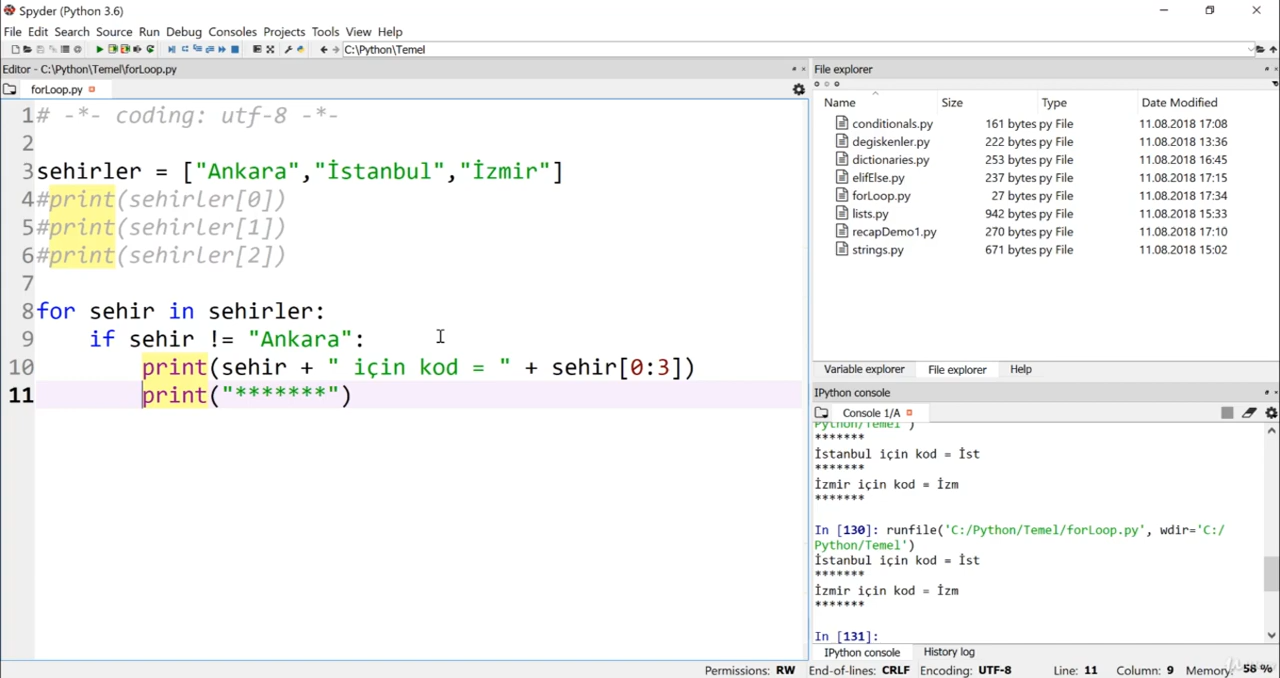 Spyder (Python 3.6)
File Edit Search Source Run Debug Consoles Projects Tools View Help
C:\Python\Temel
Editor - C:\Python\Temel\forLoop.py
forLoop.py
1 # -*- coding: utf-8 -*-
2
3 sehirler = ["Ankara","İstanbul","İzmir"]
4 #print(sehirler[0])
5 #print(sehirler[1])
6 #print(sehirler[2])
7
8 for sehir in sehirler:
9 if sehir != "Ankara":
10 print(sehir + " için kod = " + sehir[0:3])
11 print("*******")
File explorer
Name Size Type Date Modified
conditionals.py 161 bytes py File 11.08.2018 17:08
degiskenler.py 222 bytes py File 11.08.2018 13:36
dictionaries.py 253 bytes py File 11.08.2018 16:45
elifElse.py 237 bytes py File 11.08.2018 17:15
forLoop.py 27 bytes py File 11.08.2018 17:34
lists.py 942 bytes py File 11.08.2018 15:33
recapDemo1.py 270 bytes py File 11.08.2018 17:10
strings.py 671 bytes py File 11.08.2018 15:02
Variable explorer File explorer Help
IPython console
Console 1/A
Python/Temel')
*******
İstanbul için kod = İst
*******
İzmir için kod = İzm
*******
In [130]: runfile('C:/Python/Temel/forLoop.py', wdir='C:/
Python/Temel')
İstanbul için kod = İst
*******
İzmir için kod = İzm
*******
In [131]:
IPython console History log
Permissions: RW End-of-lines: CRLF Encoding: UTF-8 Line: 11 Column: 9 Memory: 58 %